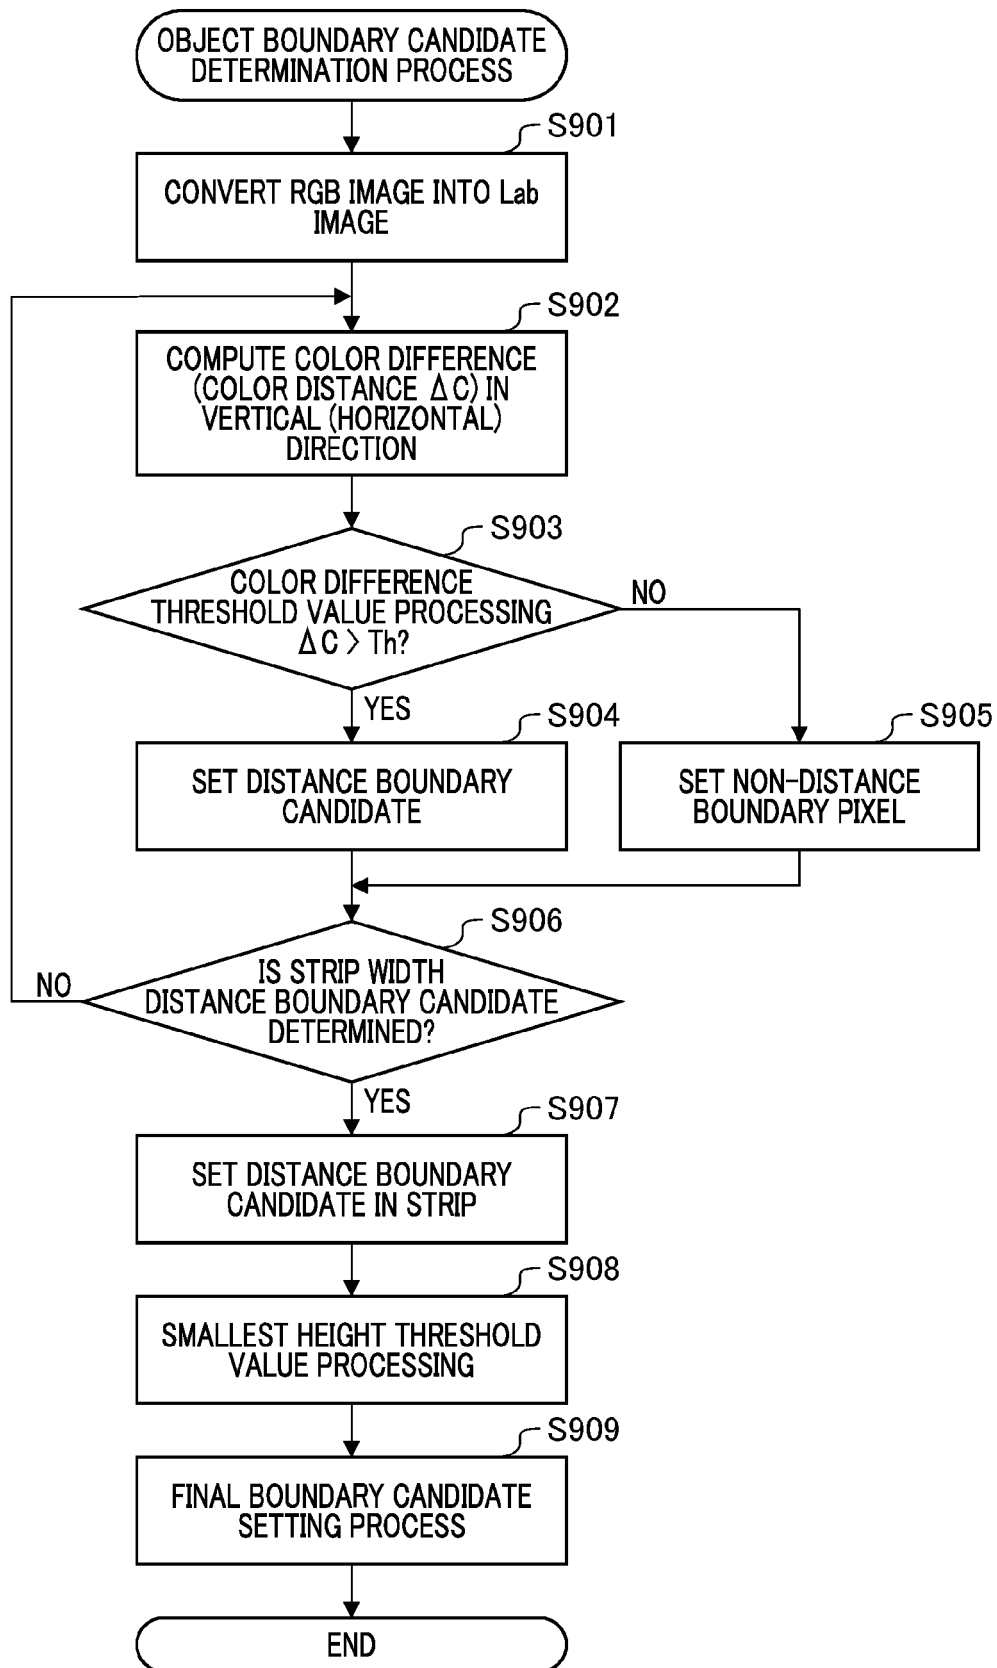 OBJECT BOUNDARY CANDIDATE
DETERMINATION PROCESS
S901
CONVERT RGB IMAGE INTO Lab
IMAGE
S902
COMPUTE COLOR DIFFERENCE
(COLOR DISTANCE ΔC) IN
VERTICAL (HORIZONTAL)
DIRECTION
S903
COLOR DIFFERENCE
THRESHOLD VALUE PROCESSING
ΔC > Th?
NO
YES
S904
SET DISTANCE BOUNDARY
CANDIDATE
S905
SET NON-DISTANCE
BOUNDARY PIXEL
S906
IS STRIP WIDTH
DISTANCE BOUNDARY CANDIDATE
DETERMINED?
NO
YES
S907
SET DISTANCE BOUNDARY
CANDIDATE IN STRIP
S908
SMALLEST HEIGHT THRESHOLD
VALUE PROCESSING
S909
FINAL BOUNDARY CANDIDATE
SETTING PROCESS
END